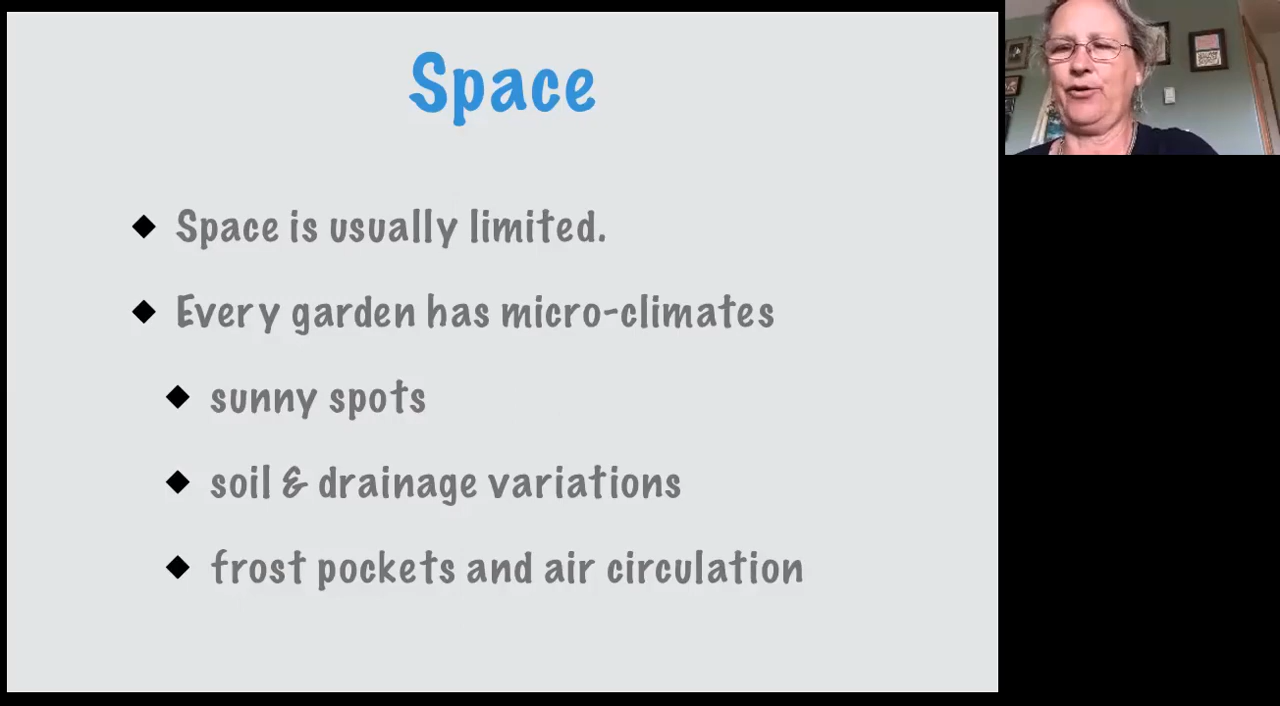 Space
Space is usually limited.
Every garden has micro-climates
sunny spots
soil & drainage variations
frost pockets and air circulation